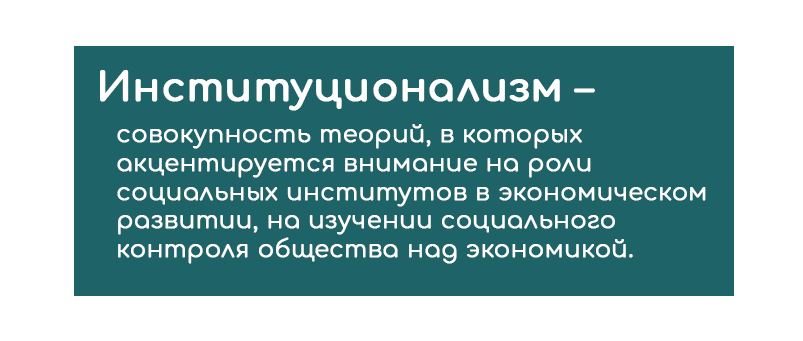 Институционализм –
совокупность теорий, в которых
акцентируется внимание на роли
социальных институтов в экономическом
развитии, на изучении социального
контроля общества над экономикой.